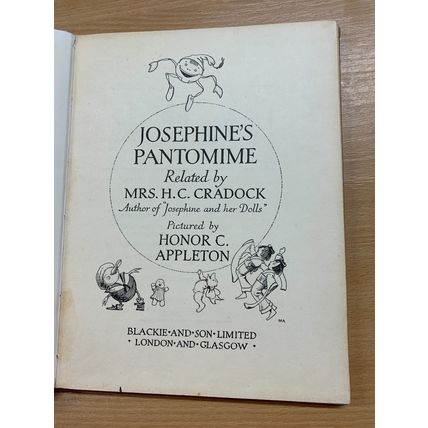 JOSEPHINE'S
PANTOMIME
Related by
MRS. H.C. CRADOCK
Author of "Josephine and her Dolls"
Pictured by
HONOR C.
APPLETON
BLACKIE·AND·SON·LIMITED
·LONDON·AND·GLASGOW·